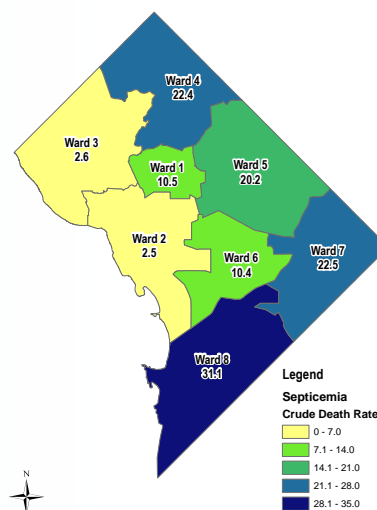 Ward 4
22.4
Ward 3
2.6
Ward 1
10.5
Ward 5
20.2
Ward 2
2.5
Ward 6
10.4
Ward 7
22.5
Ward 8
31.1
Legend
Septicemia
Crude Death Rate
0 - 7.0
7.1 - 14.0
14.1 - 21.0
21.1 - 28.0
28.1 - 35.0
N